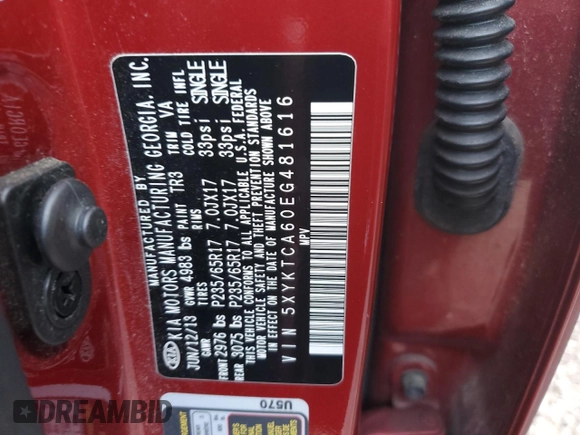 MANUFACTURED BY
KIA MOTORS MANUFACTURING GEORGIA, INC.
JUN/12/13 PAINT TR3 TRIM VA
GVWR 4983 lbs
GAWR TIRES RIMS COLD TIRE INFL
FRONT 2976 lbs P235/65R17 7.0JX17 33psi SINGLE
REAR 3075 lbs P235/65R17 7.0JX17 33psi SINGLE
THIS VEHICLE CONFORMS TO ALL APPLICABLE U.S.A. FEDERAL
MOTOR VEHICLE SAFETY AND THEFT PREVENTION STANDARDS
IN EFFECT ON THE DATE OF MANUFACTURE SHOWN ABOVE
VIN 5XYKTCA60EG481616
MPV
KIA
U570
DREAMBID